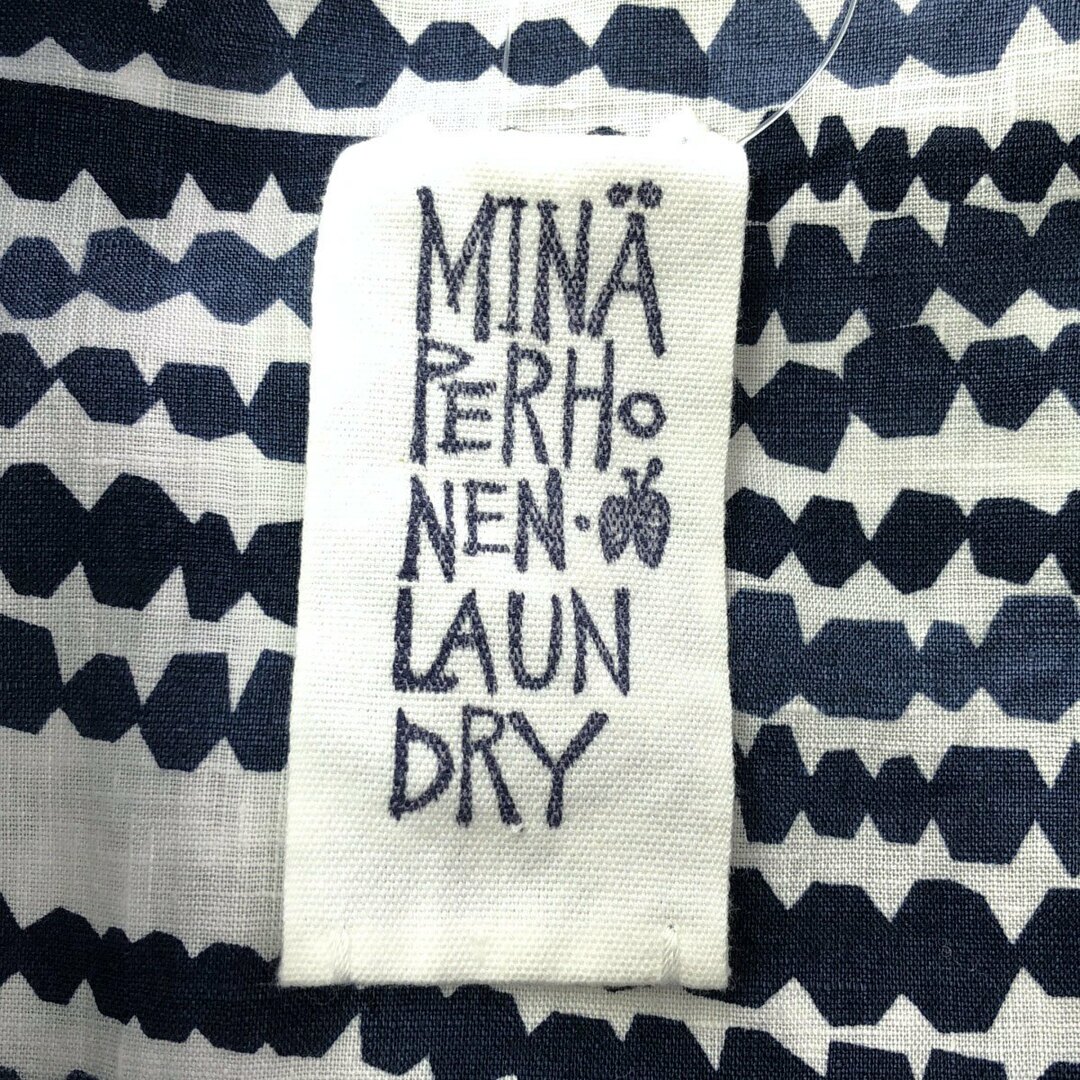 MINÄ
PERHO
NEN·
LAUN
DRY